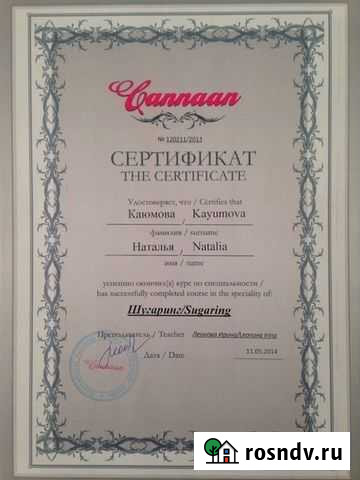 Cannaan
№ 120211/2013
СЕРТИФИКАТ
THE CERTIFICATE
Удостоверяет, что / Certifies that
Каюмова / Kayumova
фамилия / surname
Наталья / Natalia
имя / name
успешно окончил(а) курс по специальности /
has successfully completed course in the speciality of:
Шугаринг/Sugaring
Преподаватель / Teacher
Дата / Date 11.05.2014
Cannaan
rosndv.ru